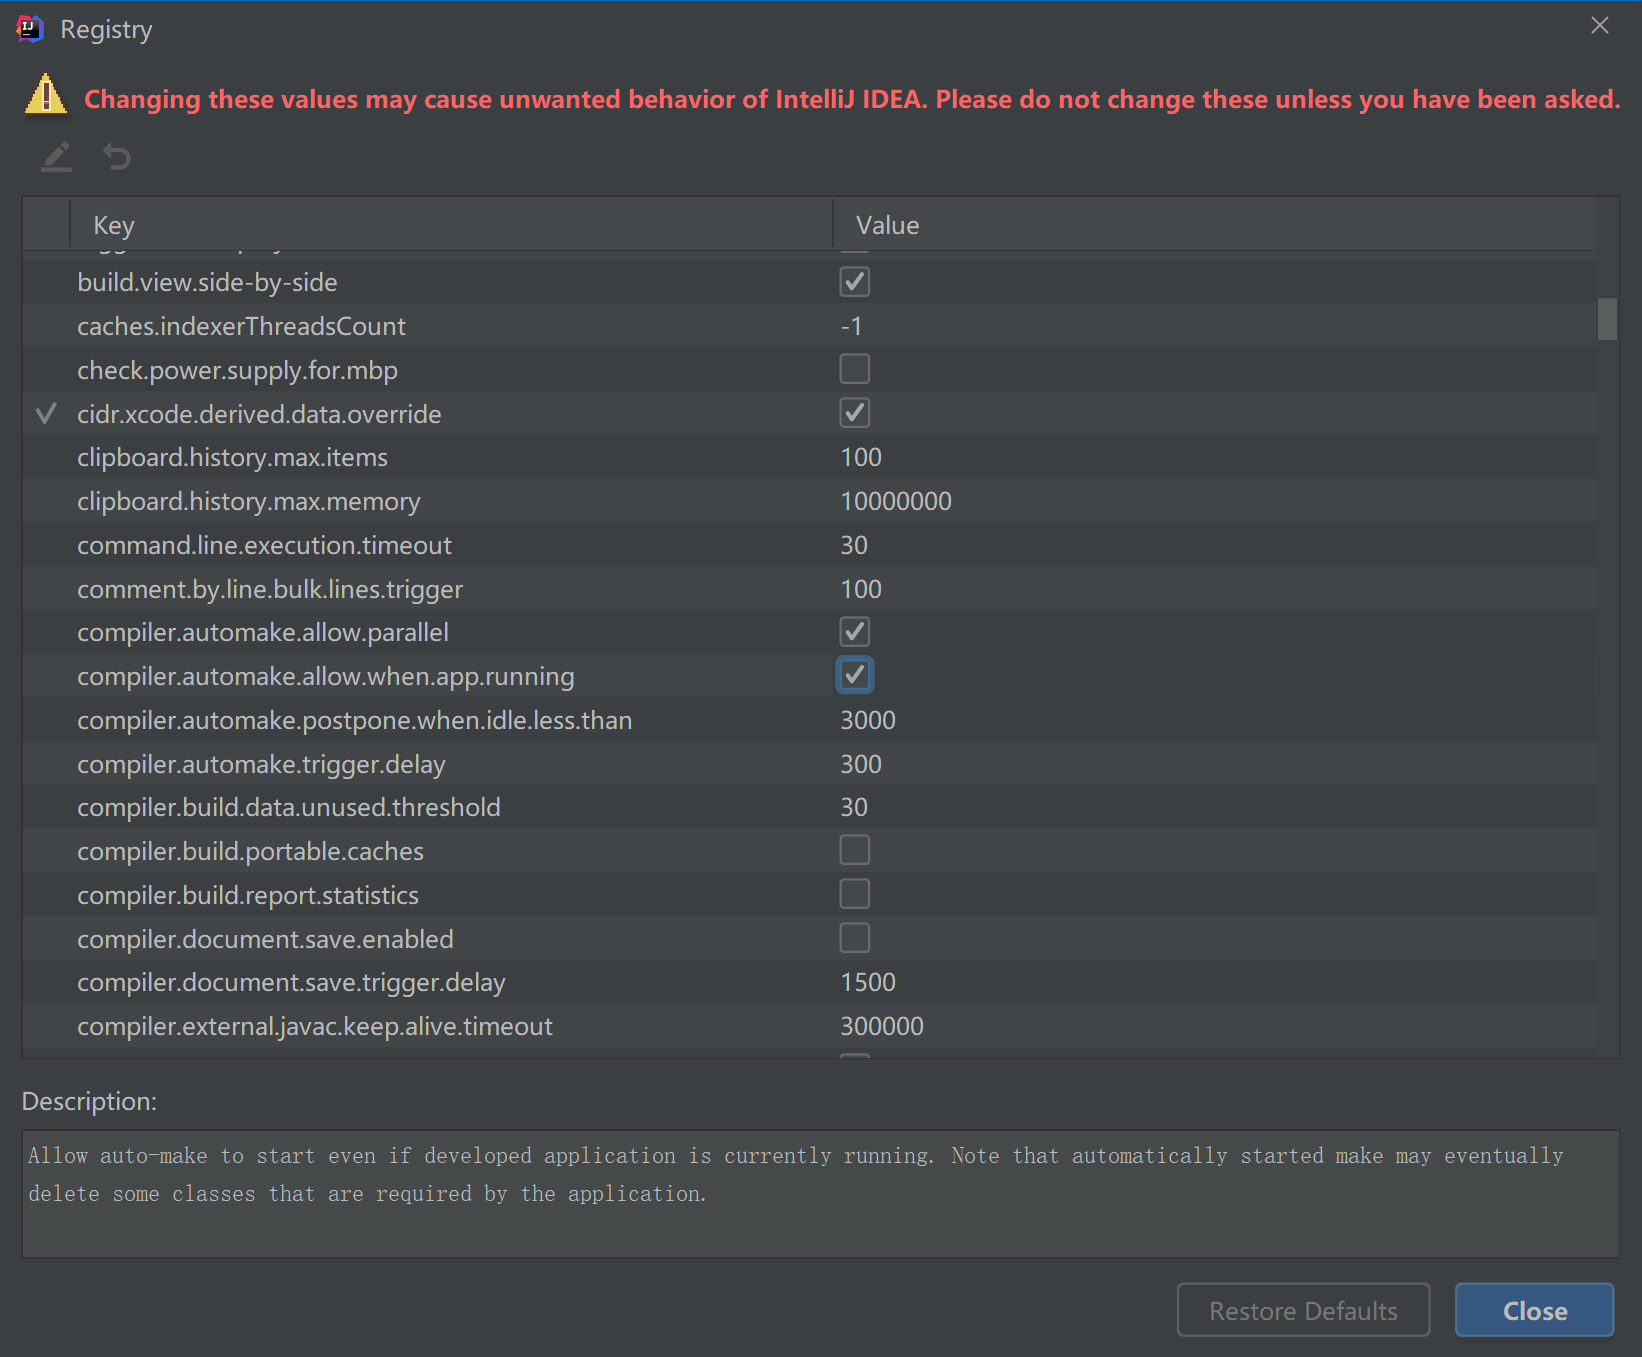 Registry
Changing these values may cause unwanted behavior of IntelliJ IDEA. Please do not change these unless you have been asked.
Key Value
build.view.side-by-side
caches.indexerThreadsCount -1
check.power.supply.for.mbp
cidr.xcode.derived.data.override
clipboard.history.max.items 100
clipboard.history.max.memory 10000000
command.line.execution.timeout 30
comment.by.line.bulk.lines.trigger 100
compiler.automake.allow.parallel
compiler.automake.allow.when.app.running
compiler.automake.postpone.when.idle.less.than 3000
compiler.automake.trigger.delay 300
compiler.build.data.unused.threshold 30
compiler.build.portable.caches
compiler.build.report.statistics
compiler.document.save.enabled
compiler.document.save.trigger.delay 1500
compiler.external.javac.keep.alive.timeout 300000
Description:
Allow auto-make to start even if developed application is currently running. Note that automatically started make may eventually
delete some classes that are required by the application.
Restore Defaults Close